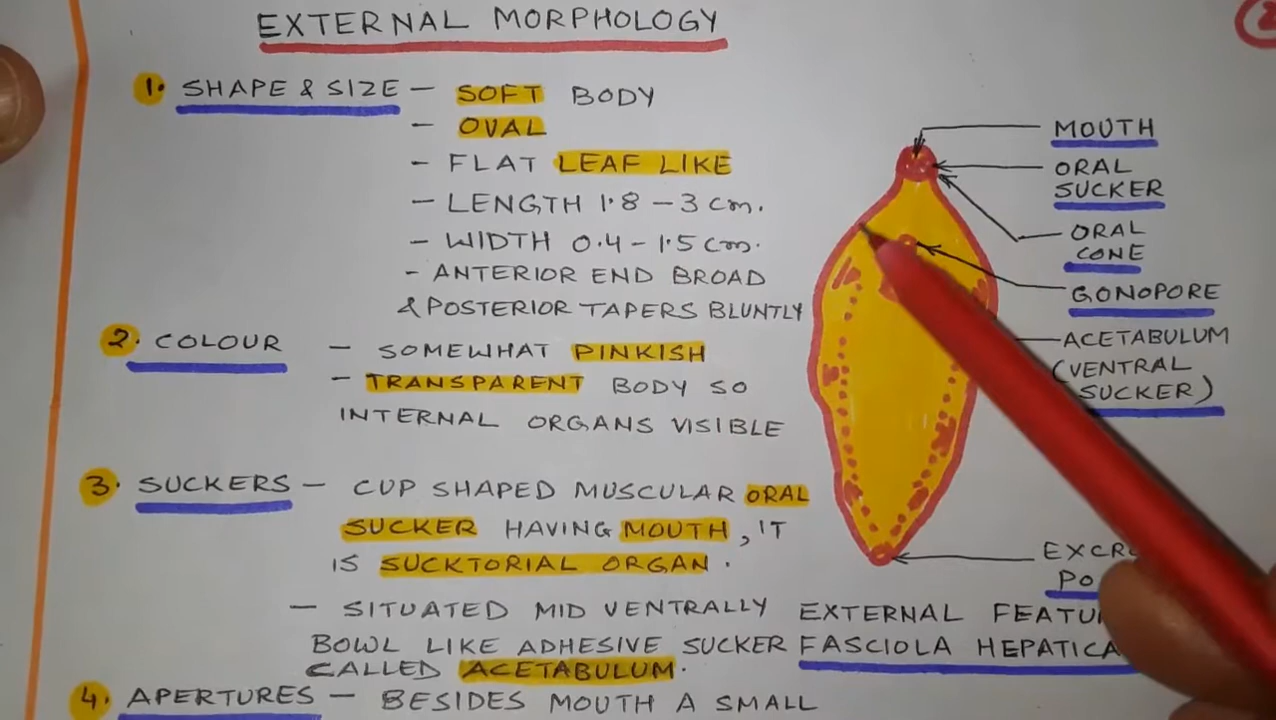 EXTERNAL MORPHOLOGY
2
1. SHAPE & SIZE — SOFT BODY
— OVAL
— FLAT LEAF LIKE
— LENGTH 1.8 — 3 cm.
— WIDTH 0.4 — 1.5 cm.
— ANTERIOR END BROAD
& POSTERIOR TAPERS BLUNTLY
2. COLOUR — SOMEWHAT PINKISH
— TRANSPARENT BODY SO
INTERNAL ORGANS VISIBLE
3. SUCKERS — CUP SHAPED MUSCULAR ORAL
SUCKER HAVING MOUTH, IT
IS SUCKTORIAL ORGAN.
— SITUATED MID VENTRALLY
BOWL LIKE ADHESIVE SUCKER
CALLED ACETABULUM.
4. APERTURES — BESIDES MOUTH A SMALL
MOUTH
ORAL
SUCKER
ORAL
CONE
GONOPORE
ACETABULUM
(VENTRAL
SUCKER)
EXTERNAL
FASCIOLA HEPATICA